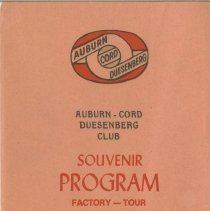 AUBURN
CORD
DUESENBERG
AUBURN - CORD
DUESENBERG
CLUB
SOUVENIR
PROGRAM
FACTORY — TOUR